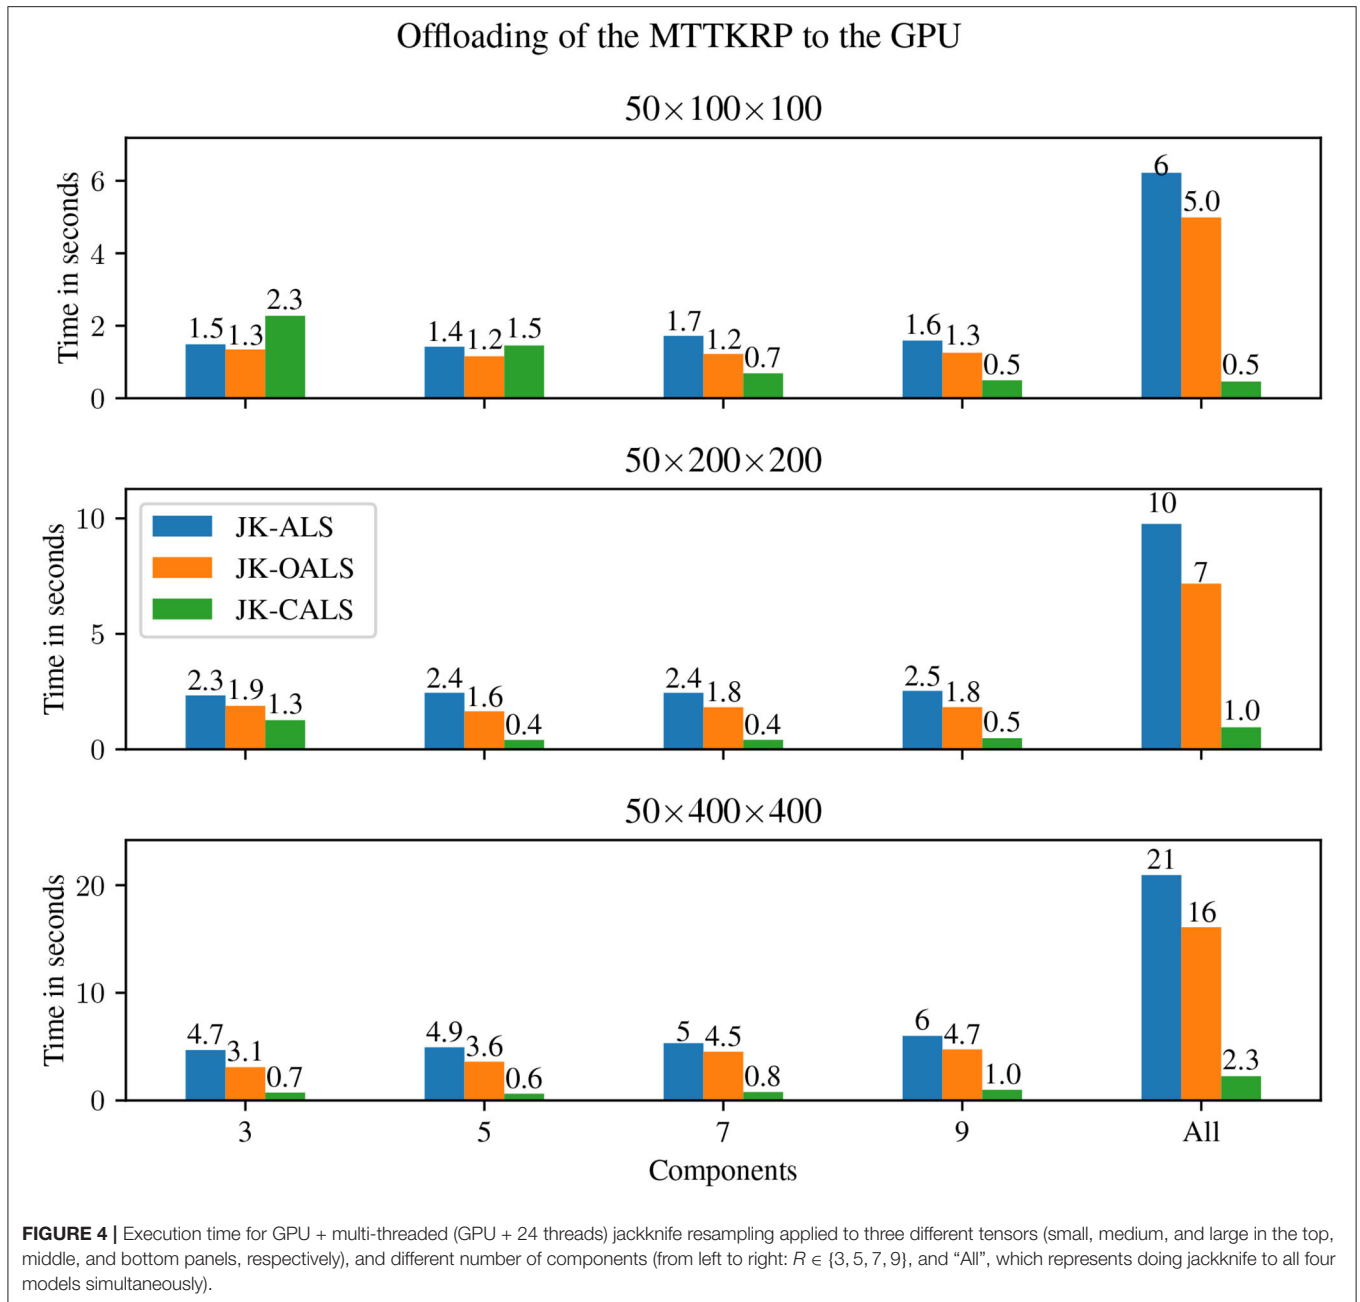 Offloading of the MTTKRP to the GPU
50×100×100
Time in seconds
6
4
2
0
1.5 1.3 2.3
1.4 1.2 1.5
1.7 1.2 0.7
1.6 1.3 0.5
6 5.0 0.5
50×200×200
Time in seconds
10
5
0
JK-ALS
JK-OALS
JK-CALS
2.3 1.9 1.3
2.4 1.6 0.4
2.4 1.8 0.4
2.5 1.8 0.5
10 7 1.0
50×400×400
Time in seconds
20
10
0
4.7 3.1 0.7
4.9 3.6 0.6
5 4.5 0.8
6 4.7 1.0
21 16 2.3
3 5 7 9 All
Components
FIGURE 4 | Execution time for GPU + multi-threaded (GPU + 24 threads) jackknife resampling applied to three different tensors (small, medium, and large in the top,
middle, and bottom panels, respectively), and different number of components (from left to right: R ∈ {3, 5, 7, 9}, and “All”, which represents doing jackknife to all four
models simultaneously).